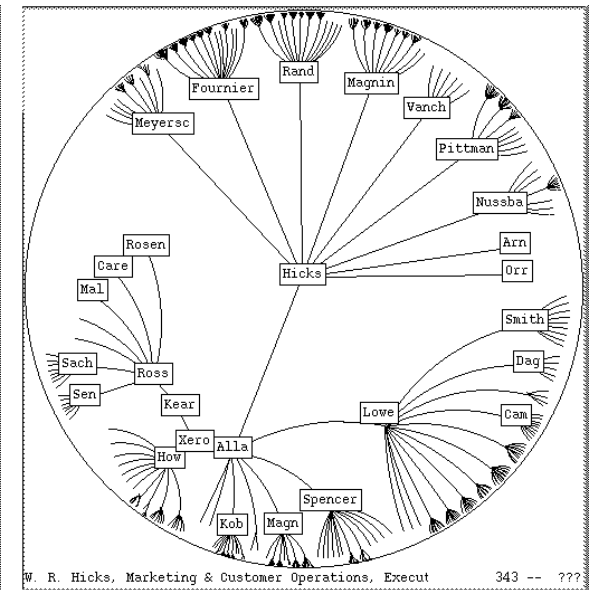 Rand
Fournier
Magnin
Vanch
Meyersc
Pittman
Nussba
Arn
Rosen
Care
Hicks
Orr
Mal
Smith
Sach
Ross
Dag
Sen
Kear
Lowe
Cam
Xero
Alla
How
Spencer
Kob
Magn
W. R. Hicks, Marketing & Customer Operations, Execut 343 -- ???